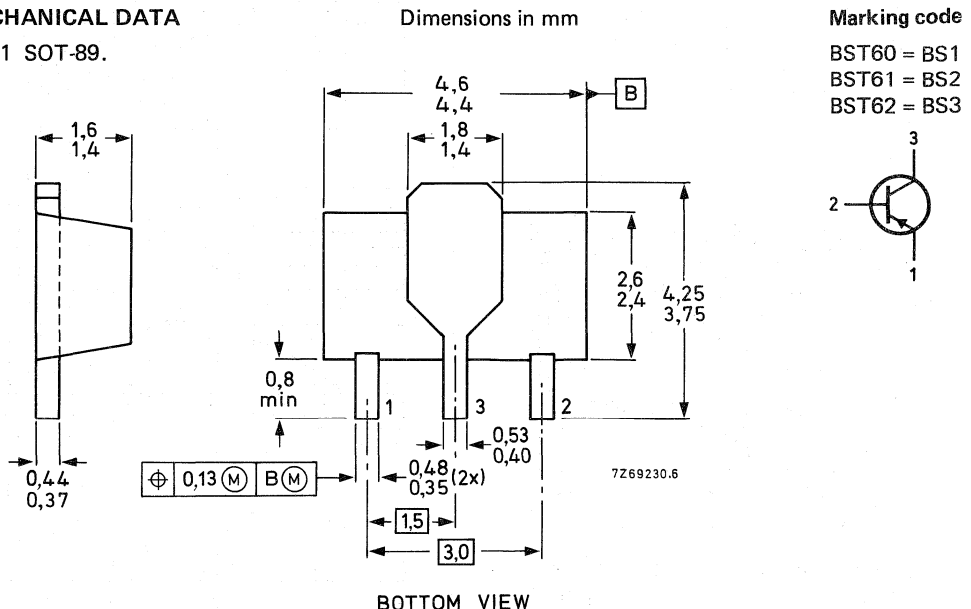 CHANICAL DATA
Dimensions in mm
Marking code
1 SOT-89.
BST60 = BS1
BST61 = BS2
BST62 = BS3
4,6
4,4
B
1,6
1,4
1,8
1,4
3
2
1
2,6
2,4
4,25
3,75
0,8
min
1
3
2
0,53
0,40
0,44
0,37
0,13 M B M
0,48
0,35 (2x)
7Z69230.6
1,5
3,0
BOTTOM VIEW